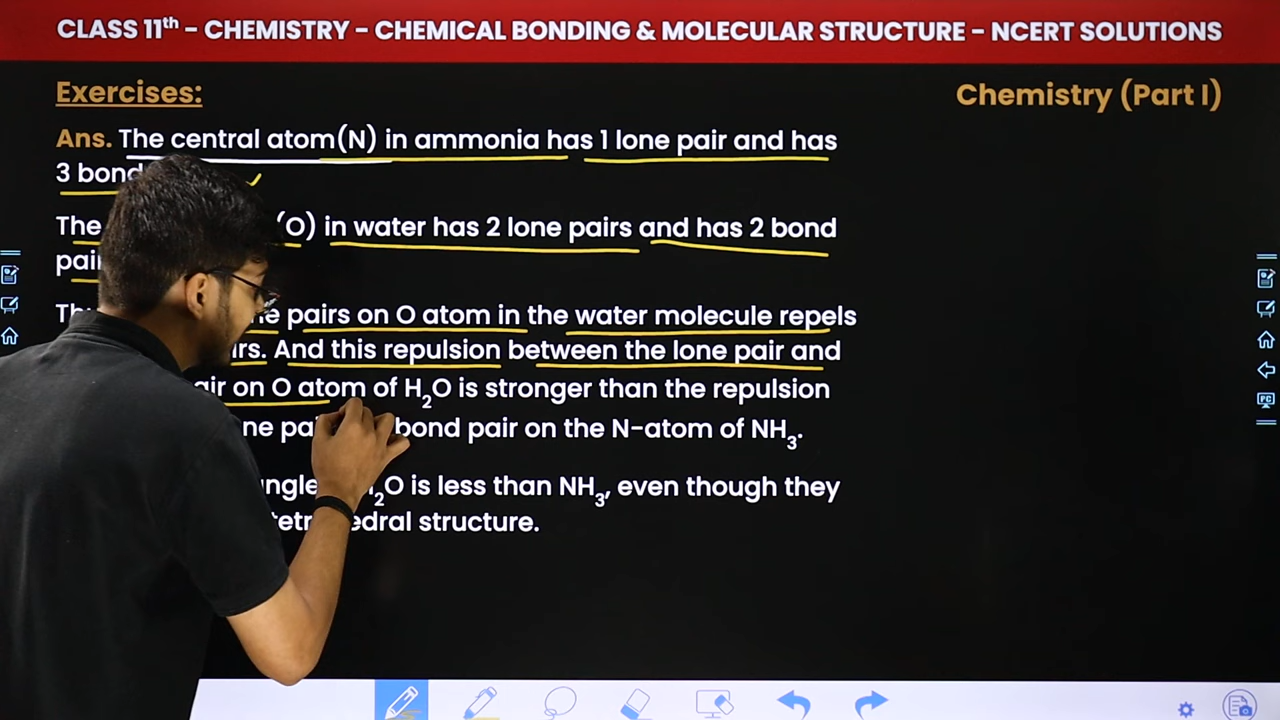 CLASS 11th - CHEMISTRY - CHEMICAL BONDING & MOLECULAR STRUCTURE - NCERT SOLUTIONS
Exercises:
Chemistry (Part I)
Ans. The central atom(N) in ammonia has 1 lone pair and has
3 bond
The (O) in water has 2 lone pairs and has 2 bond
pairs on O atom in the water molecule repels
And this repulsion between the lone pair and
on O atom of H2O is stronger than the repulsion
bond pair on the N-atom of NH3.
is less than NH3, even though they
structure.
PC